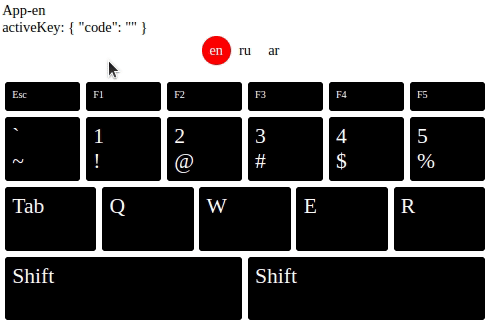 App-en
activeKey: { "code": "" }
en ru ar
Esc F1 F2 F3 F4 F5
` 1 2 3 4 5
~ ! @ # $ %
Tab Q W E R
Shift Shift